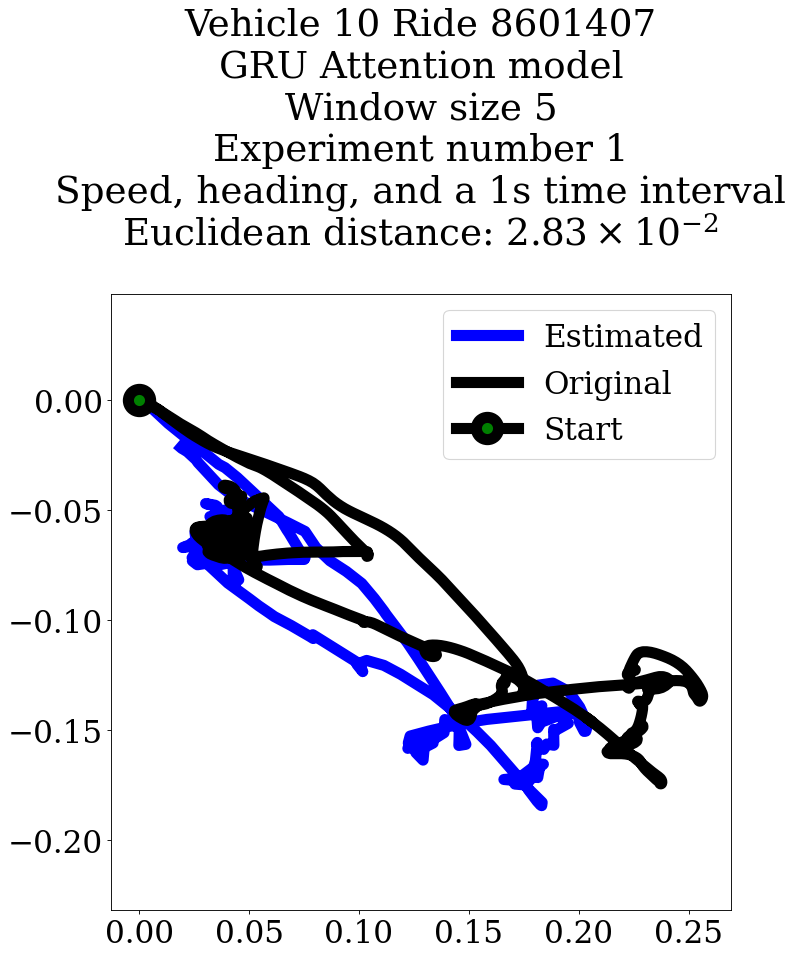 Vehicle 10 Ride 8601407
GRU Attention model
Window size 5
Experiment number 1
Speed, heading, and a 1s time interval
Euclidean distance: 2.83 × 10⁻²
Estimated
Original
Start
0.00
−0.05
−0.10
−0.15
−0.20
0.00 0.05 0.10 0.15 0.20 0.25